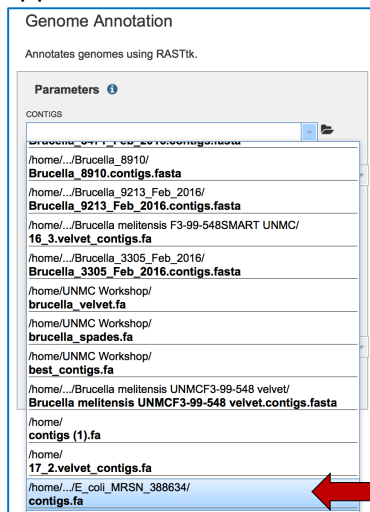 Genome Annotation
Annotates genomes using RASTtk.
Parameters
CONTIGS
/home/.../Brucella_8910/
Brucella_8910.contigs.fasta
/home/.../Brucella_9213_Feb_2016/
Brucella_9213_Feb_2016.contigs.fasta
/home/.../Brucella melitensis F3-99-548SMART UNMC/
16_3.velvet_contigs.fa
/home/.../Brucella_3305_Feb_2016/
Brucella_3305_Feb_2016.contigs.fasta
/home/UNMC Workshop/
brucella_velvet.fa
/home/UNMC Workshop/
brucella_spades.fa
/home/UNMC Workshop/
best_contigs.fa
/home/.../Brucella melitensis UNMCF3-99-548 velvet/
Brucella melitensis UNMCF3-99-548 velvet.contigs.fasta
/home/
contigs (1).fa
/home/
17_2.velvet_contigs.fa
/home/.../E_coli_MRSN_388634/
contigs.fa